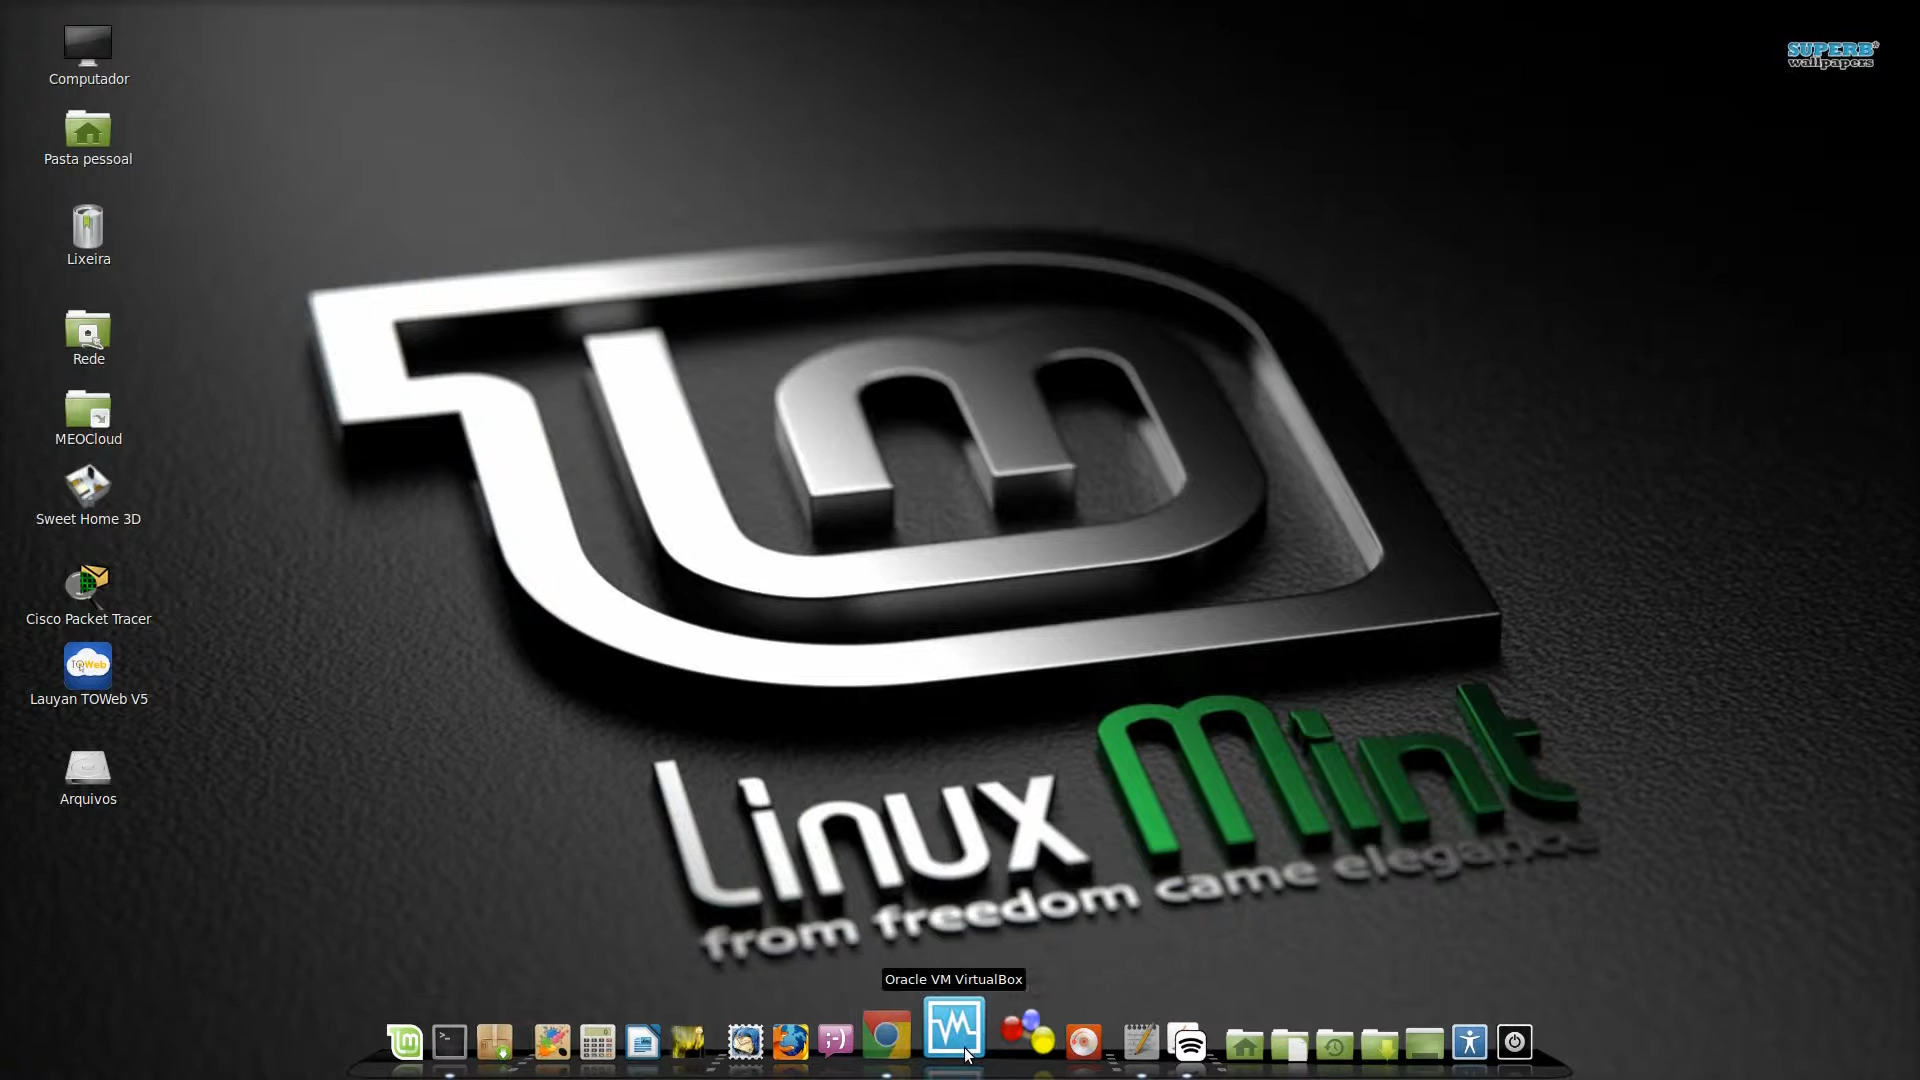 Computador
Pasta pessoal
Lixeira
Rede
MEOCloud
Sweet Home 3D
Cisco Packet Tracer
TOWeb
Lauyan TOWeb V5
Arquivos
SUPERB
wallpapers
Linux Mint
from freedom came elegance
Oracle VM VirtualBox
>_
;-)